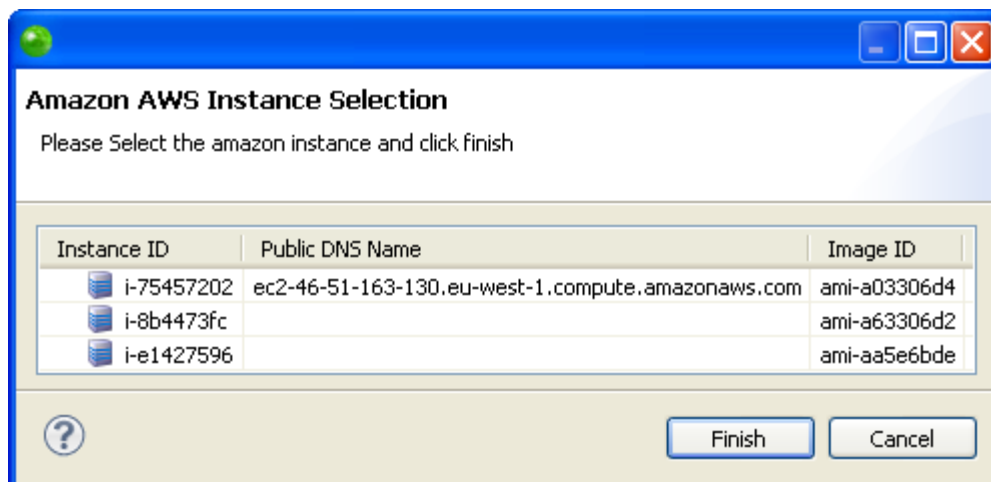 Amazon AWS Instance Selection
Please Select the amazon instance and click finish
Instance ID Public DNS Name Image ID
i-75457202 ec2-46-51-163-130.eu-west-1.compute.amazonaws.com ami-a03306d4
i-8b4473fc ami-a63306d2
i-e1427596 ami-aa5e6bde
? Finish Cancel